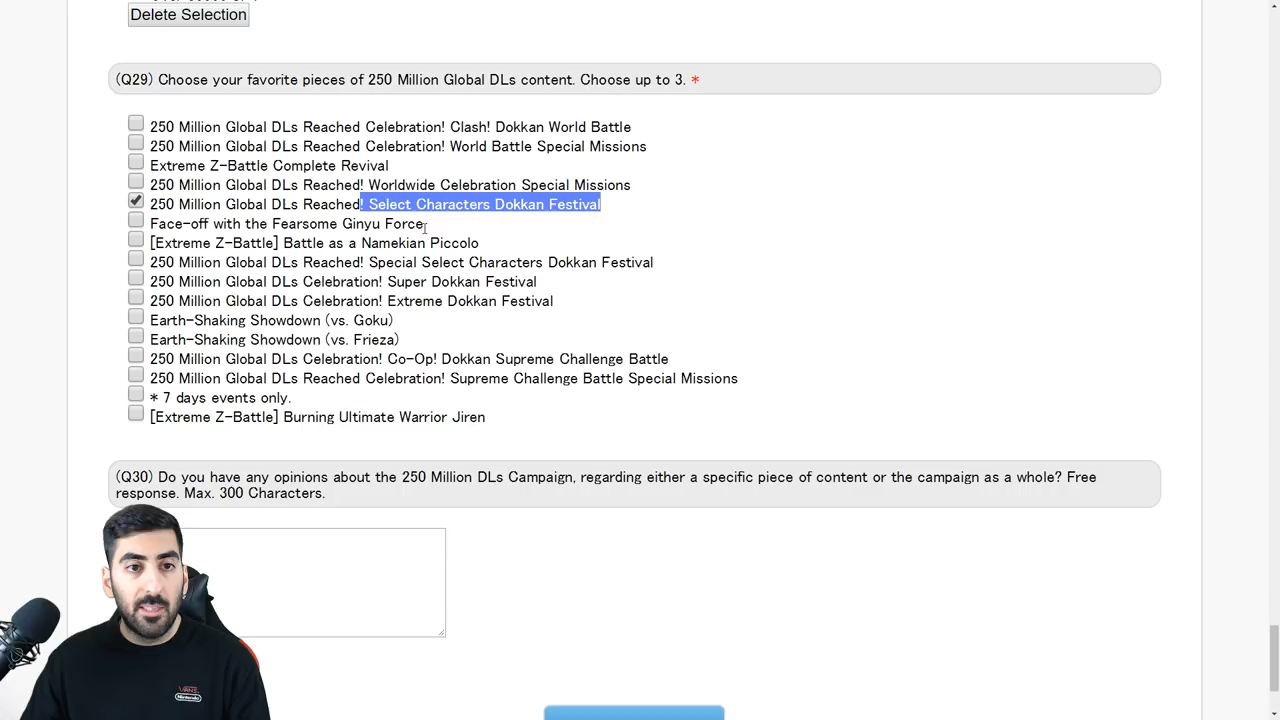 Delete Selection
(Q29) Choose your favorite pieces of 250 Million Global DLs content. Choose up to 3. *
250 Million Global DLs Reached Celebration! Clash! Dokkan World Battle
250 Million Global DLs Reached Celebration! World Battle Special Missions
Extreme Z-Battle Complete Revival
250 Million Global DLs Reached! Worldwide Celebration Special Missions
250 Million Global DLs Reached! Select Characters Dokkan Festival
Face-off with the Fearsome Ginyu Force
[Extreme Z-Battle] Battle as a Namekian Piccolo
250 Million Global DLs Reached! Special Select Characters Dokkan Festival
250 Million Global DLs Celebration! Super Dokkan Festival
250 Million Global DLs Celebration! Extreme Dokkan Festival
Earth-Shaking Showdown (vs. Goku)
Earth-Shaking Showdown (vs. Frieza)
250 Million Global DLs Celebration! Co-Op! Dokkan Supreme Challenge Battle
250 Million Global DLs Reached Celebration! Supreme Challenge Battle Special Missions
* 7 days events only.
[Extreme Z-Battle] Burning Ultimate Warrior Jiren
(Q30) Do you have any opinions about the 250 Million DLs Campaign, regarding either a specific piece of content or the campaign as a whole? Free
response. Max. 300 Characters.
VANS
Nintendo